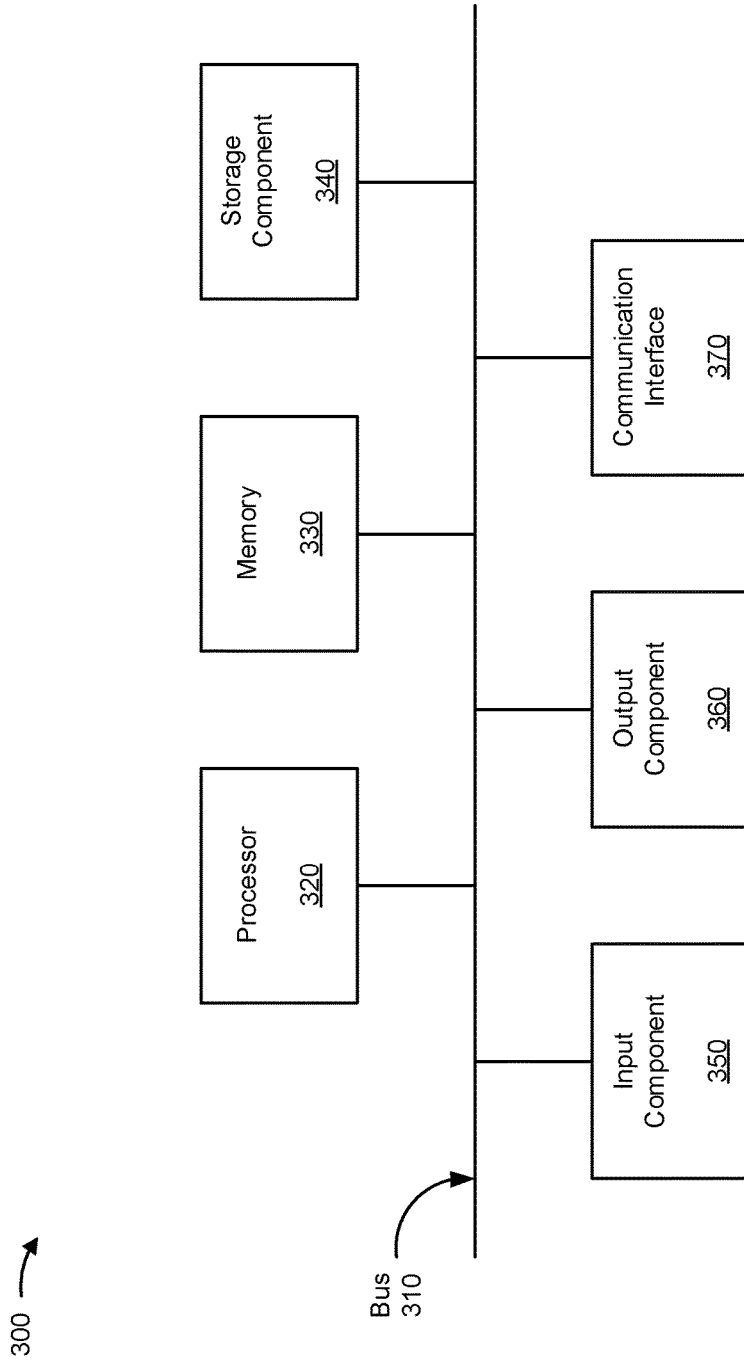 300
Processor
320
Memory
330
Storage
Component
340
Bus
310
Input
Component
350
Output
Component
360
Communication
Interface
370